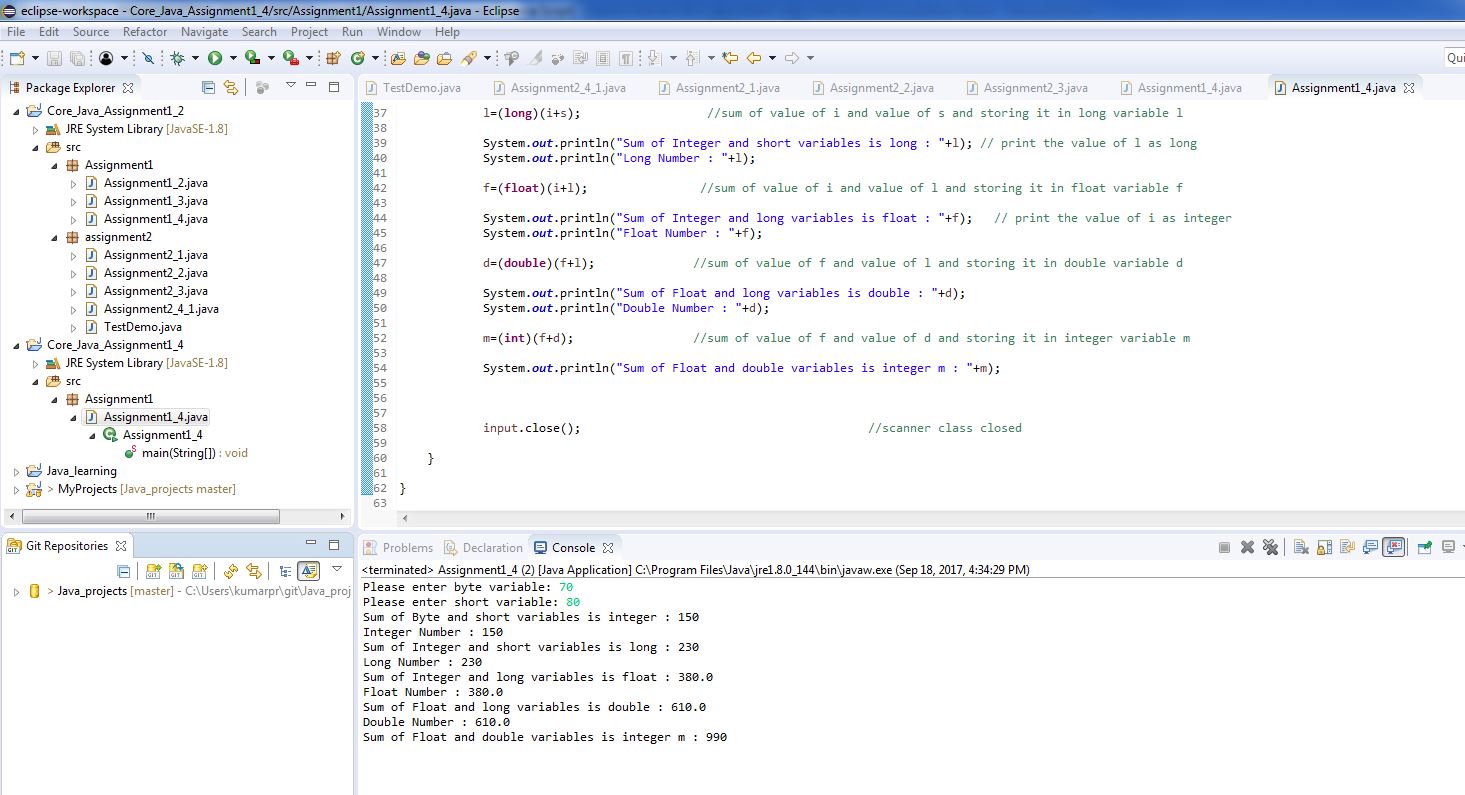 eclipse-workspace - Core_Java_Assignment1_4/src/Assignment1/Assignment1_4.java - Eclipse
File Edit Source Refactor Navigate Search Project Run Window Help
Qui
Package Explorer
Core_Java_Assignment1_2
JRE System Library [JavaSE-1.8]
src
Assignment1
Assignment1_2.java
Assignment1_3.java
Assignment1_4.java
assignment2
Assignment2_1.java
Assignment2_2.java
Assignment2_3.java
Assignment2_4_1.java
TestDemo.java
Core_Java_Assignment1_4
JRE System Library [JavaSE-1.8]
src
Assignment1
Assignment1_4.java
Assignment1_4
main(String[]) : void
Java_learning
> MyProjects [Java_projects master]
Git Repositories
> Java_projects [master] - C:\Users\kumarpr\git\Java_proj
TestDemo.java Assignment2_4_1.java Assignment2_1.java Assignment2_2.java Assignment2_3.java Assignment1_4.java Assignment1_4.java
37 l=(long)(i+s); //sum of value of i and value of s and storing it in long variable l
38
39 System.out.println("Sum of Integer and short variables is long : "+l); // print the value of l as long
40 System.out.println("Long Number : "+l);
41
42 f=(float)(i+l); //sum of value of i and value of l and storing it in float variable f
43
44 System.out.println("Sum of Integer and long variables is float : "+f); // print the value of i as integer
45 System.out.println("Float Number : "+f);
46
47 d=(double)(f+l); //sum of value of f and value of l and storing it in double variable d
48
49 System.out.println("Sum of Float and long variables is double : "+d);
50 System.out.println("Double Number : "+d);
51
52 m=(int)(f+d); //sum of value of f and value of d and storing it in integer variable m
53
54 System.out.println("Sum of Float and double variables is integer m : "+m);
55
56
57
58 input.close(); //scanner class closed
59
60 }
61
62 }
63
Problems Declaration Console
<terminated> Assignment1_4 (2) [Java Application] C:\Program Files\Java\jre1.8.0_144\bin\javaw.exe (Sep 18, 2017, 4:34:29 PM)
Please enter byte variable: 70
Please enter short variable: 80
Sum of Byte and short variables is integer : 150
Integer Number : 150
Sum of Integer and short variables is long : 230
Long Number : 230
Sum of Integer and long variables is float : 380.0
Float Number : 380.0
Sum of Float and long variables is double : 610.0
Double Number : 610.0
Sum of Float and double variables is integer m : 990